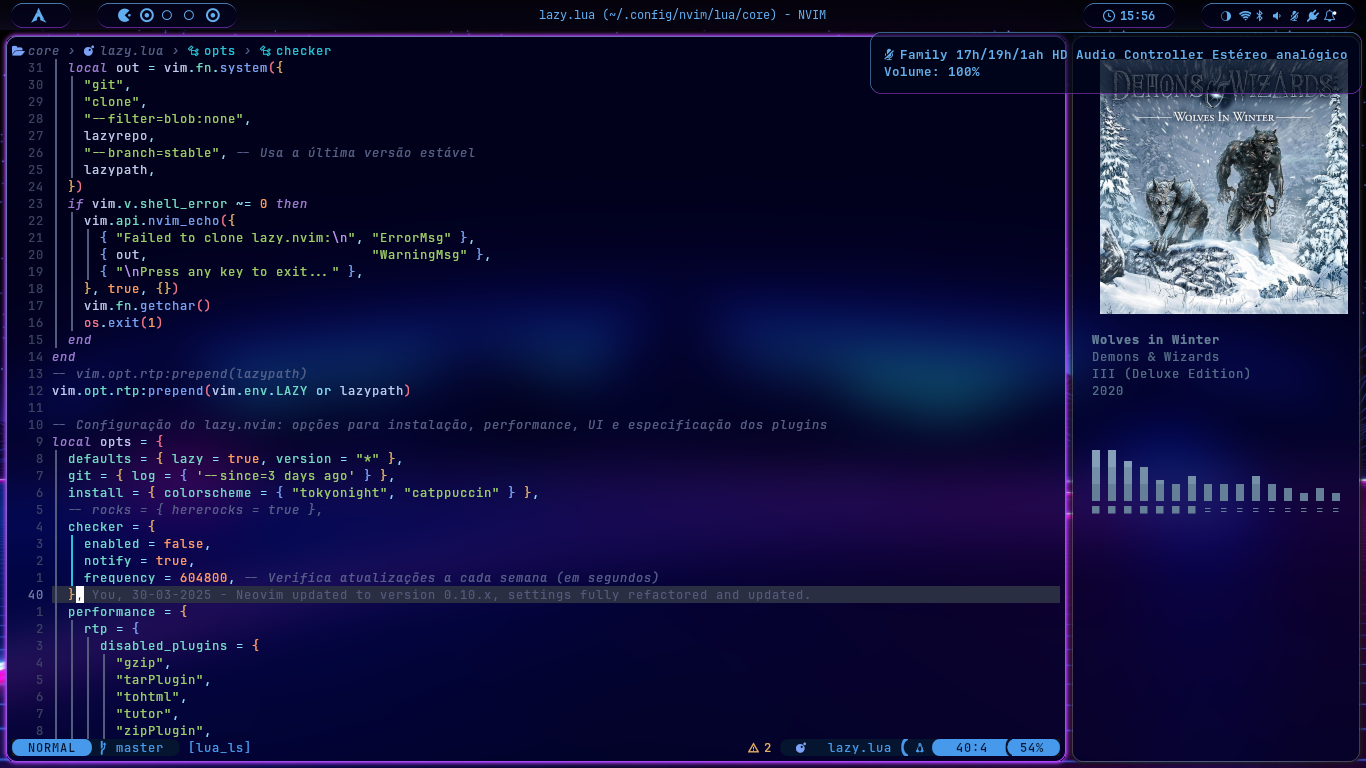 lazy.lua (~/.config/nvim/lua/core) - NVIM
15:56
core › lazy.lua › opts › checker
31 local out = vim.fn.system({
30 "git",
29 "clone",
28 "--filter=blob:none",
27 lazyrepo,
26 "--branch=stable", -- Usa a última versão estável
25 lazypath,
24 })
23 if vim.v.shell_error ~= 0 then
22 vim.api.nvim_echo({
21 { "Failed to clone lazy.nvim:\n", "ErrorMsg" },
20 { out, "WarningMsg" },
19 { "\nPress any key to exit..." },
18 }, true, {})
17 vim.fn.getchar()
16 os.exit(1)
15 end
14 end
13 -- vim.opt.rtp:prepend(lazypath)
12 vim.opt.rtp:prepend(vim.env.LAZY or lazypath)
11
10 -- Configuração do lazy.nvim: opções para instalação, performance, UI e especificação dos plugins
9 local opts = {
8 defaults = { lazy = true, version = "*" },
7 git = { log = { '--since=3 days ago' } },
6 install = { colorscheme = { "tokyonight", "catppuccin" } },
5 -- rocks = { hererocks = true },
4 checker = {
3 enabled = false,
2 notify = true,
1 frequency = 604800, -- Verifica atualizações a cada semana (em segundos)
40 }, You, 30-03-2025 - Neovim updated to version 0.10.x, settings fully refactored and updated.
1 performance = {
2 rtp = {
3 disabled_plugins = {
4 "gzip",
5 "tarPlugin",
6 "tohtml",
7 "tutor",
8 "zipPlugin",
NORMAL master [lua_ls] 2 lazy.lua 40:4 54%
Family 17h/19h/1ah HD Audio Controller Estéreo analógico
Volume: 100%
DEMONS & WIZARDS
WOLVES IN WINTER
Wolves in Winter
Demons & Wizards
III (Deluxe Edition)
2020